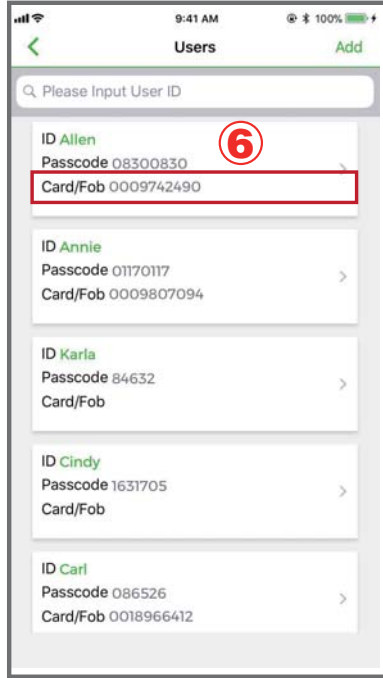 9:41 AM 100%
Users Add
Please Input User ID
ID Allen
6
Passcode 08300830
Card/Fob 0009742490
ID Annie
Passcode 01170117
Card/Fob 0009807094
ID Karla
Passcode 84632
Card/Fob
ID Cindy
Passcode 1631705
Card/Fob
ID Carl
Passcode 086526
Card/Fob 0018966412